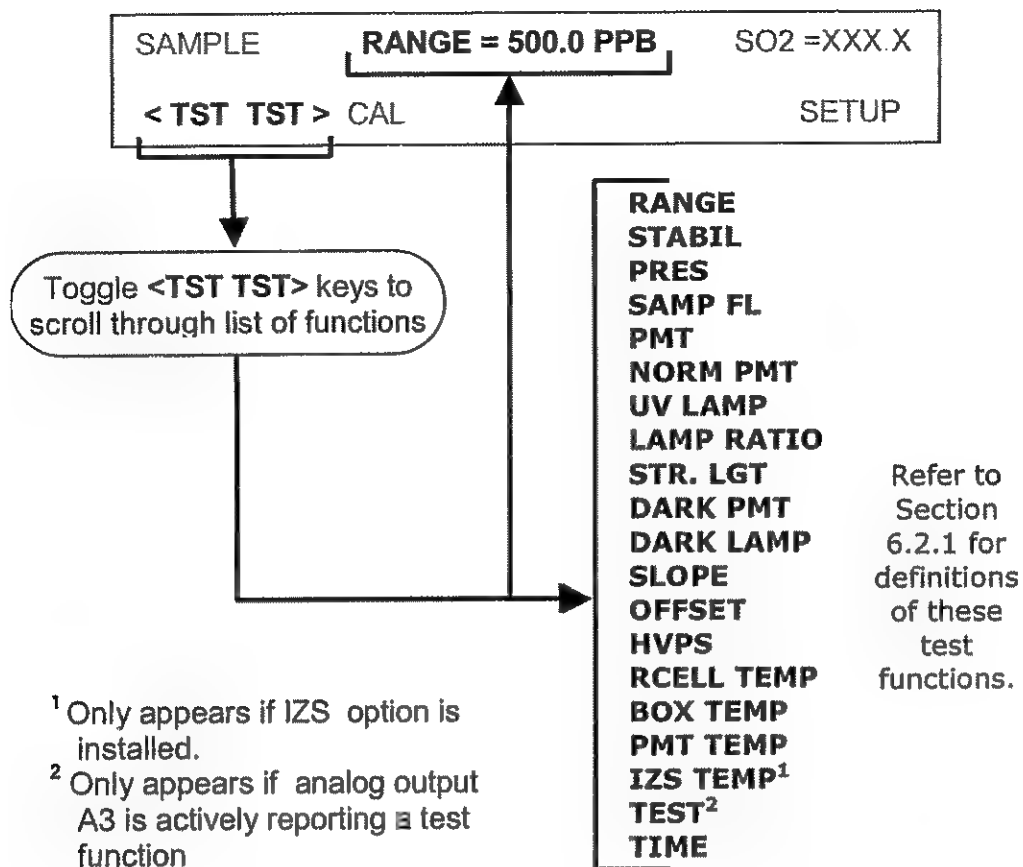 SAMPLE RANGE = 500.0 PPB SO2 =XXX.X
< TST TST > CAL SETUP
Toggle <TST TST> keys to
scroll through list of functions
RANGE
STABIL
PRES
SAMP FL
PMT
NORM PMT
UV LAMP
LAMP RATIO
STR. LGT
DARK PMT
DARK LAMP
SLOPE
OFFSET
HVPS
RCELL TEMP
BOX TEMP
PMT TEMP
IZS TEMP¹
TEST²
TIME
Refer to
Section
6.2.1 for
definitions
of these
test
functions.
¹ Only appears if IZS option is
installed.
² Only appears if analog output
A3 is actively reporting a test
function